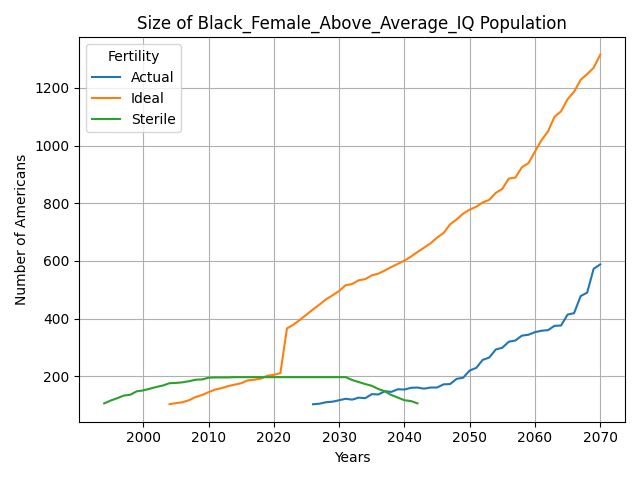 Size of Black_Female_Above_Average_IQ Population
Fertility
Actual
Ideal
Sterile
Number of Americans
1200
1000
800
600
400
200
2000 2010 2020 2030 2040 2050 2060 2070
Years